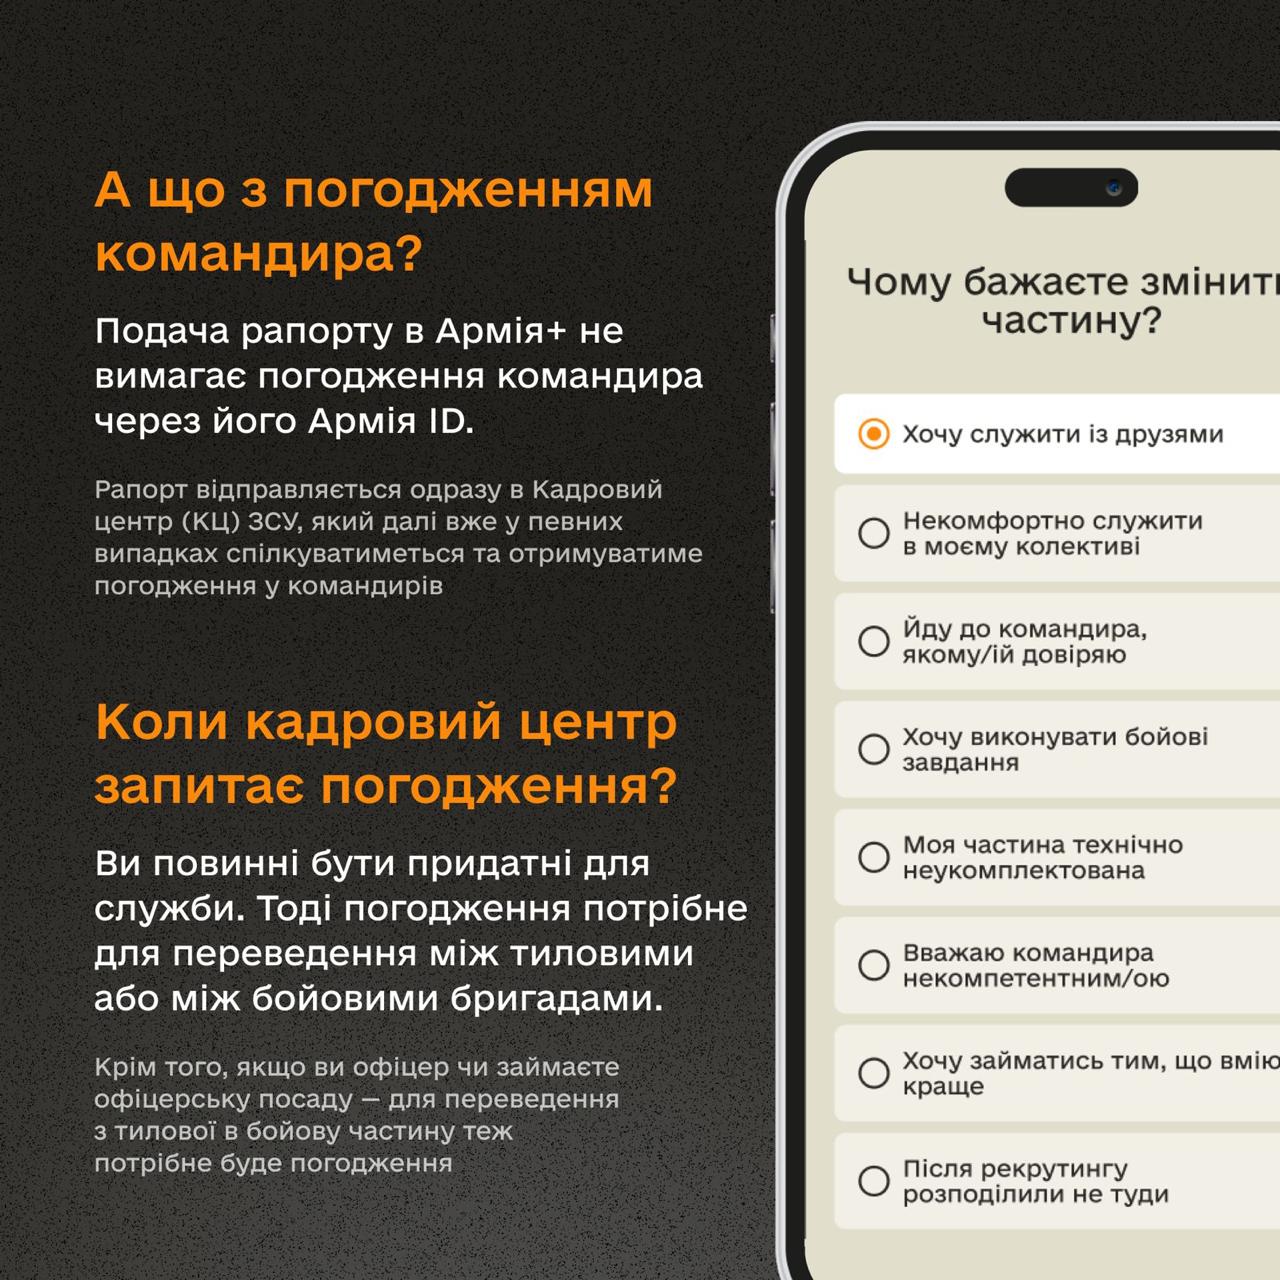 А що з погодженням
командира?
Подача рапорту в Армія+ не
вимагає погодження командира
через його Армія ID.
Рапорт відправляється одразу в Кадровий
центр (КЦ) ЗСУ, який далі вже у певних
випадках спілкуватиметься та отримуватиме
погодження у командирів
Коли кадровий центр
запитає погодження?
Ви повинні бути придатні для
служби. Тоді погодження потрібне
для переведення між тиловими
або між бойовими бригадами.
Крім того, якщо ви офіцер чи займаєте
офіцерську посаду — для переведення
з тилової в бойову частину теж
потрібне буде погодження
Чому бажаєте змінити
частину?
Хочу служити із друзями
Некомфортно служити
в моєму колективі
Йду до командира,
якому/ій довіряю
Хочу виконувати бойові
завдання
Моя частина технічно
неукомплектована
Вважаю командира
некомпетентним/ою
Хочу займатись тим, що вмію
краще
Після рекрутингу
розподілили не туди